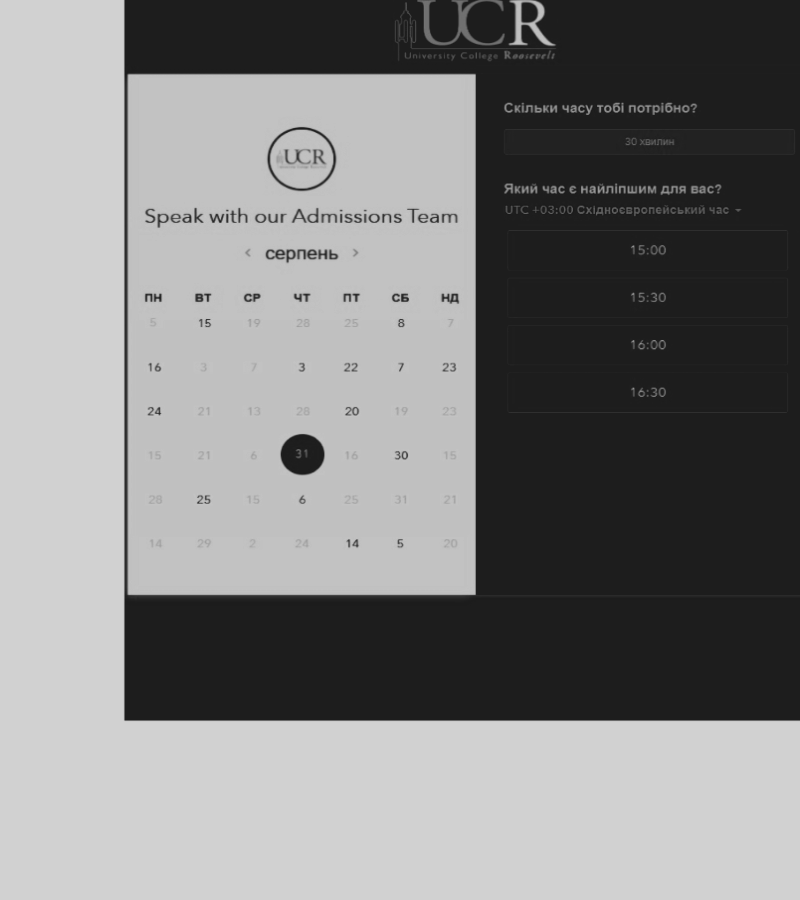 UCR
University College Roosevelt
UCR
Speak with our Admissions Team
< серпень >
ПН ВТ СР ЧТ ПТ СБ НД
5 15 19 28 25 8 7
16 3 7 3 22 7 23
24 21 13 28 20 19 23
15 21 6 31 16 30 15
28 25 15 6 25 31 21
14 29 2 24 14 5 20
Скільки часу тобі потрібно?
30 хвилин
Який час є найліпшим для вас?
UTC +03:00 Східноєвропейський час
15:00
15:30
16:00
16:30